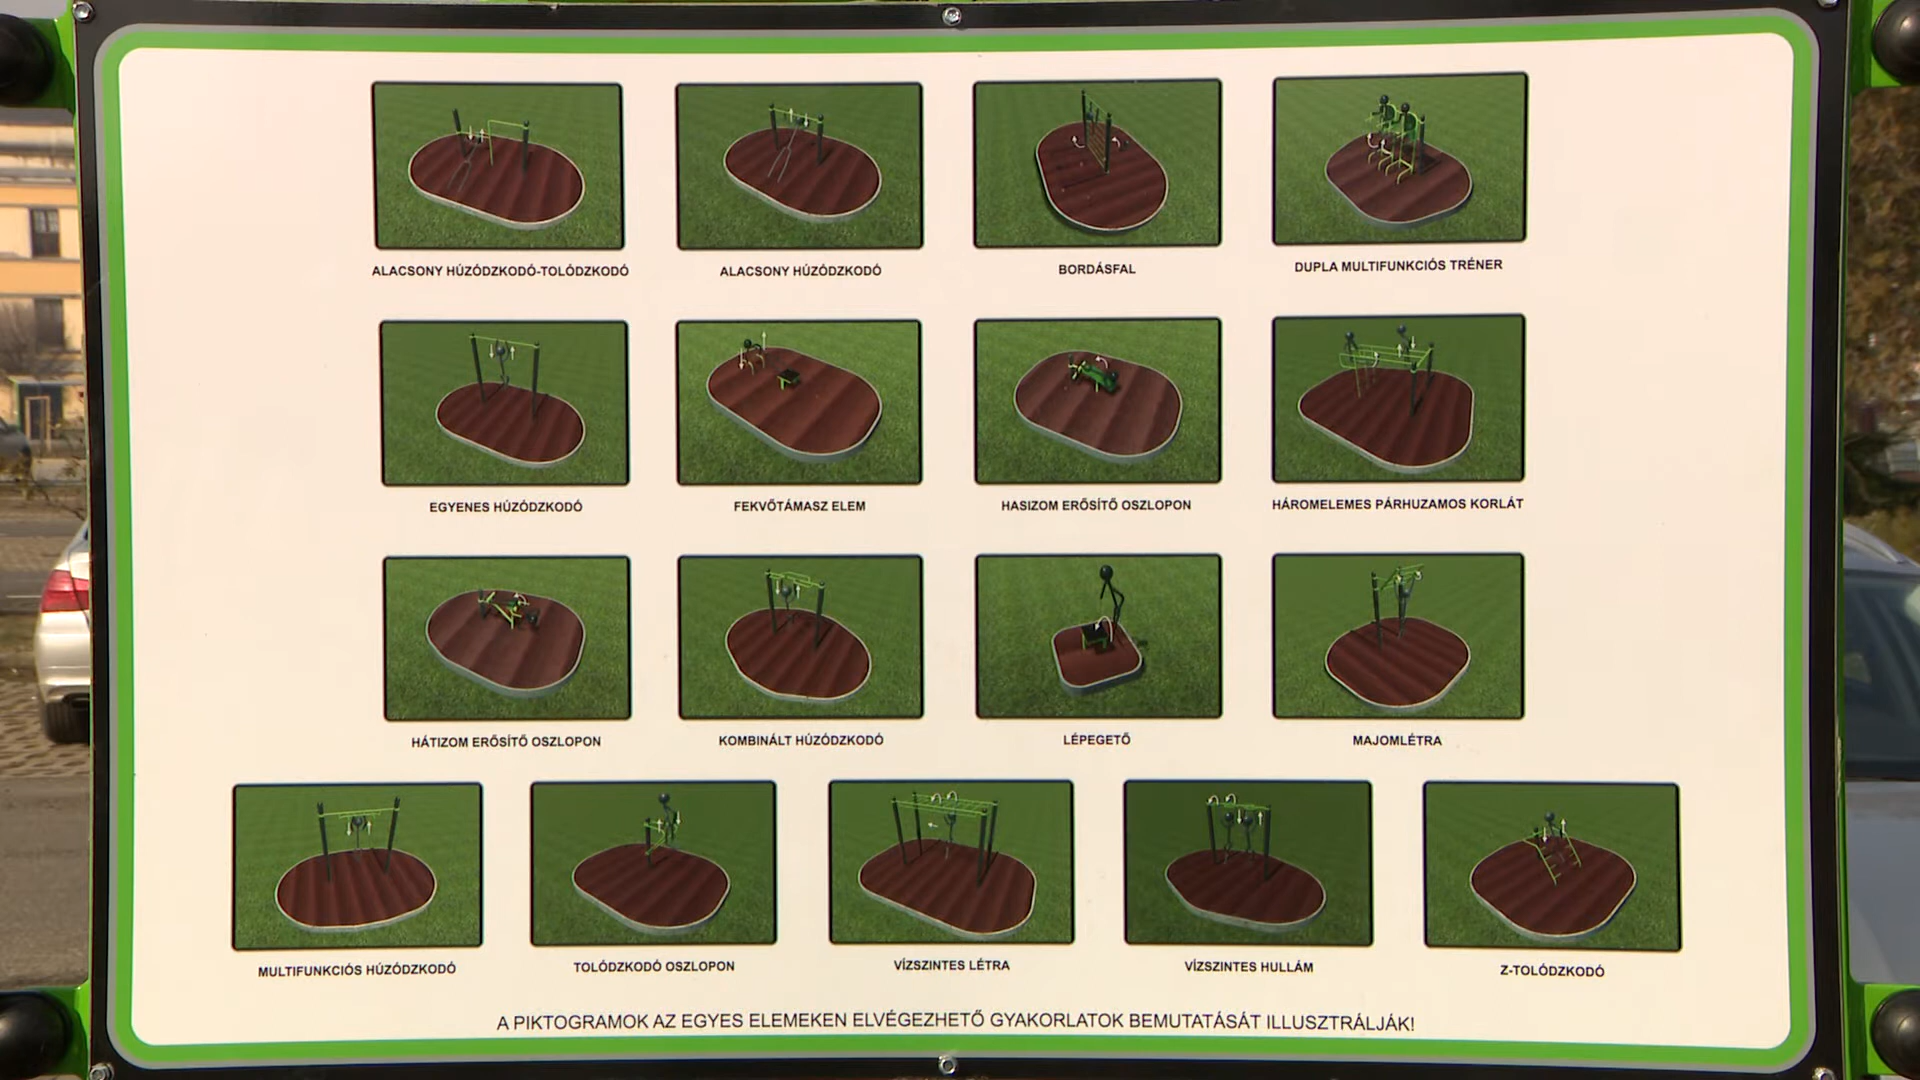 ALACSONY HÚZÓDZKODÓ-TOLÓDZKODÓ
ALACSONY HÚZÓDZKODÓ
BORDÁSFAL
DUPLA MULTIFUNKCIÓS TRÉNER
EGYENES HÚZÓDZKODÓ
FEKVŐTÁMASZ ELEM
HASIZOM ERŐSÍTŐ OSZLOPON
HÁROMELEMES PÁRHUZAMOS KORLÁT
HÁTIZOM ERŐSÍTŐ OSZLOPON
KOMBINÁLT HÚZÓDZKODÓ
LÉPEGETŐ
MAJOMLÉTRA
MULTIFUNKCIÓS HÚZÓDZKODÓ
TOLÓDZKODÓ OSZLOPON
VÍZSZINTES LÉTRA
VÍZSZINTES HULLÁM
Z-TOLÓDZKODÓ
A PIKTOGRAMOK AZ EGYES ELEMEKEN ELVÉGEZHETŐ GYAKORLATOK BEMUTATÁSÁT ILLUSZTRÁLJÁK!